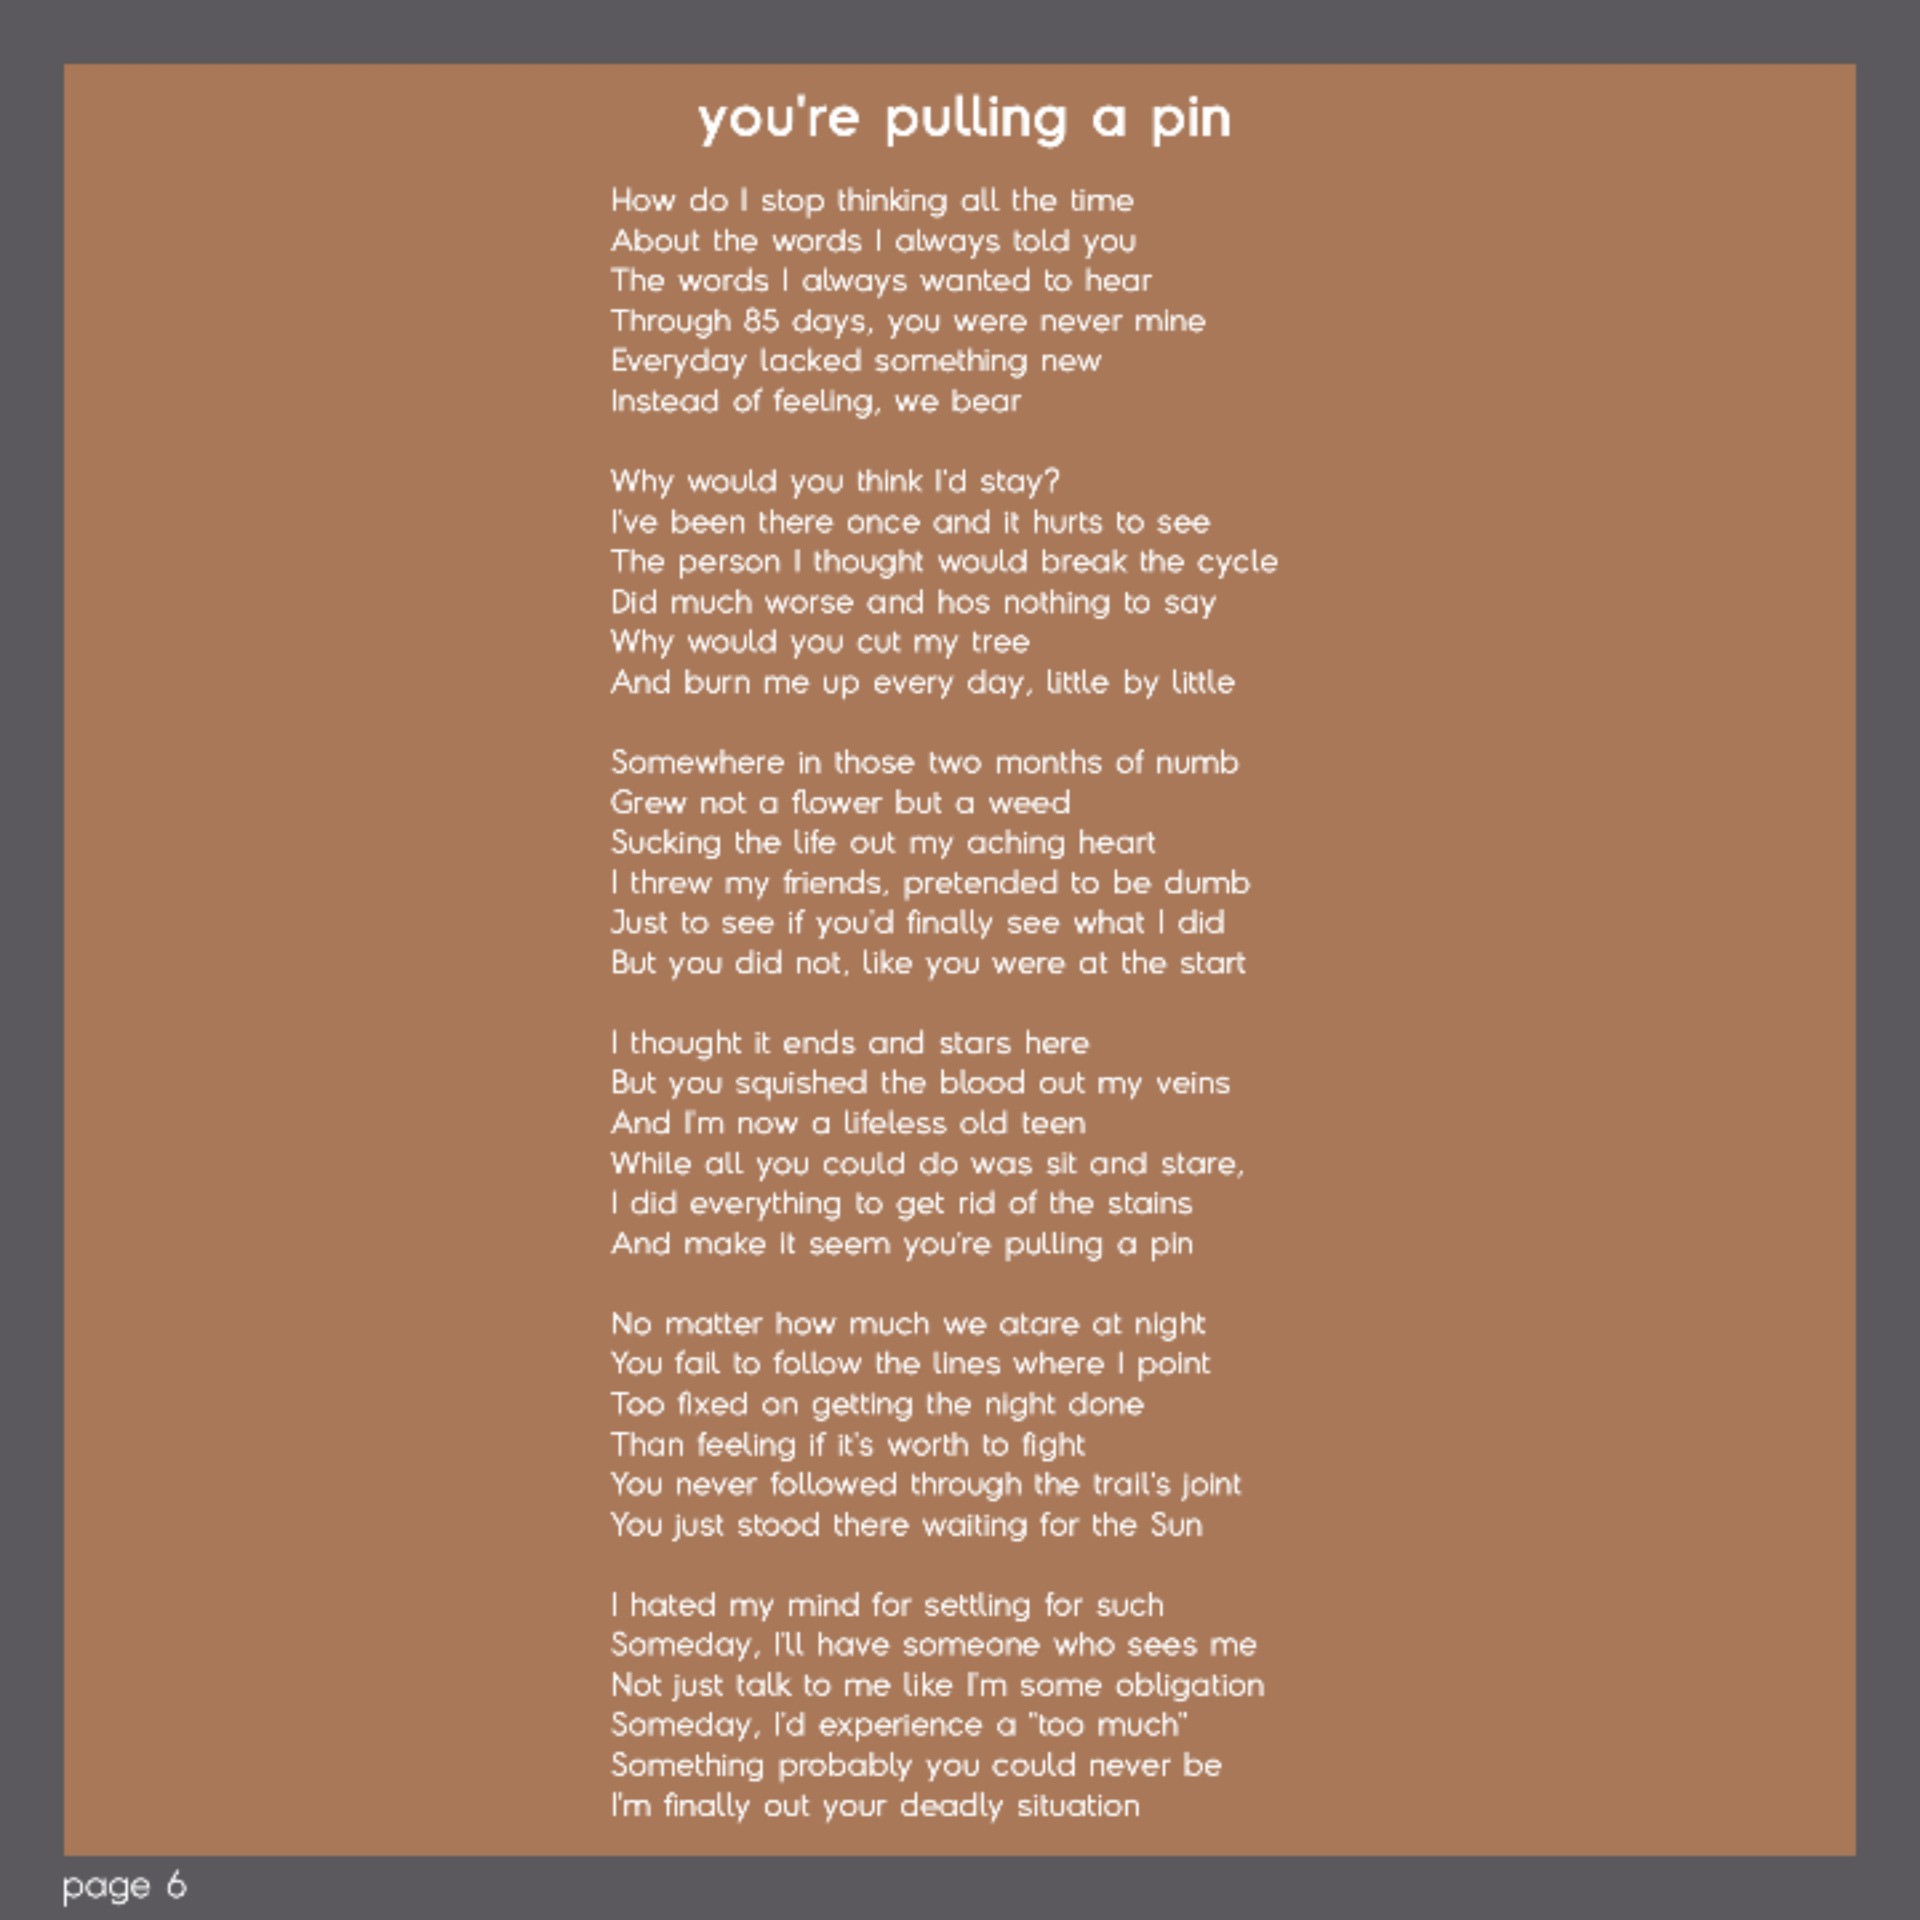 you're pulling a pin
How do I stop thinking all the time
About the words I always told you
The words I always wanted to hear
Through 85 days, you were never mine
Everyday lacked something new
Instead of feeling, we bear
Why would you think I'd stay?
I've been there once and it hurts to see
The person I thought would break the cycle
Did much worse and hos nothing to say
Why would you cut my tree
And burn me up every day, little by little
Somewhere in those two months of numb
Grew not a flower but a weed
Sucking the life out my aching heart
I threw my friends, pretended to be dumb
Just to see if you'd finally see what I did
But you did not, like you were at the start
I thought it ends and stars here
But you squished the blood out my veins
And I'm now a lifeless old teen
While all you could do was sit and stare,
I did everything to get rid of the stains
And make it seem you're pulling a pin
No matter how much we atare at night
You fail to follow the lines where I point
Too fixed on getting the night done
Than feeling if it's worth to fight
You never followed through the trail's joint
You just stood there waiting for the Sun
I hated my mind for settling for such
Someday, I'll have someone who sees me
Not just talk to me like I'm some obligation
Someday, I'd experience a "too much"
Something probably you could never be
I'm finally out your deadly situation
page 6